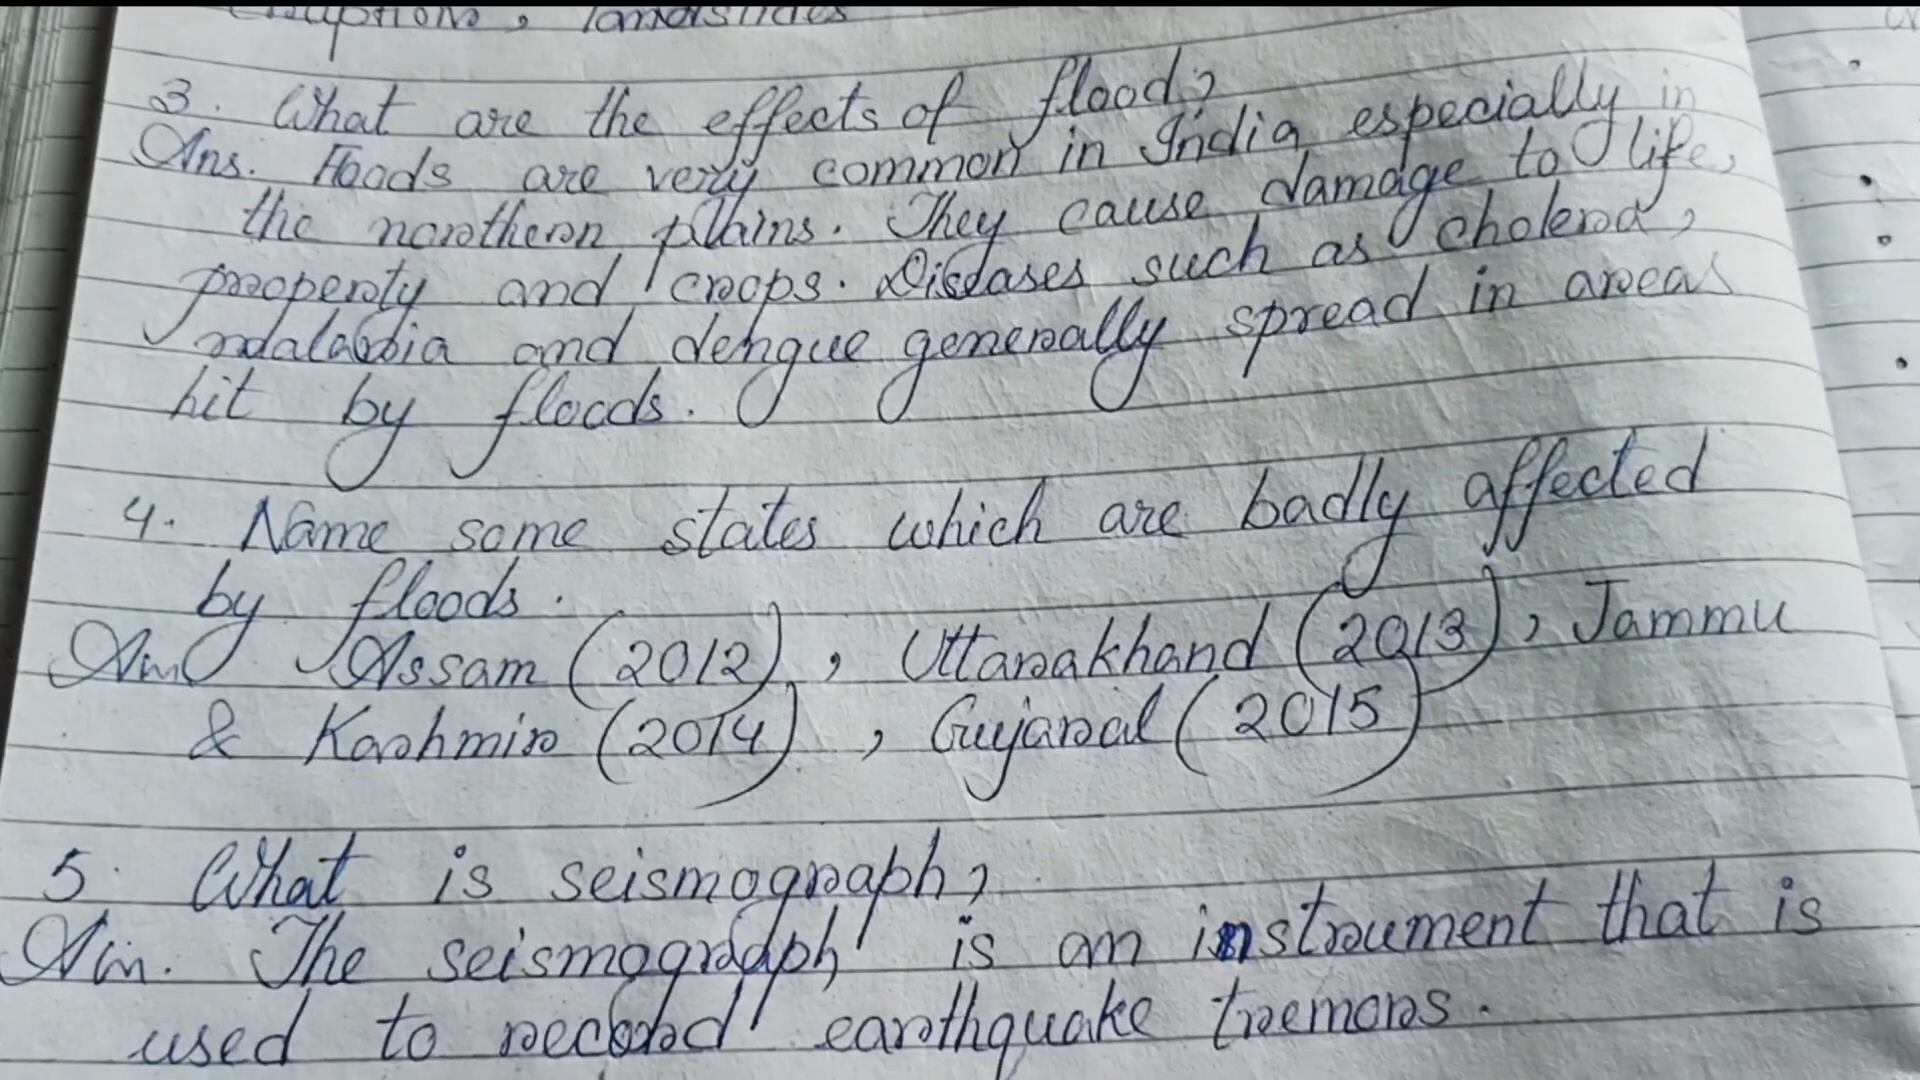 3. What are the effects of flood?
Ans. Floods are very common in India especially in
the northern plains. They cause damage to life,
property and crops. Diseases such as cholera,
malaria and dengue generally spread in areas
hit by floods.
4. Name some states which are badly affected
by floods.
Ans Assam (2012), Uttarakhand (2013), Jammu
& Kashmir (2014), Gujarat (2015)
5. What is seismograph?
Ans. The seismograph is an instrument that is
used to record earthquake tremors.